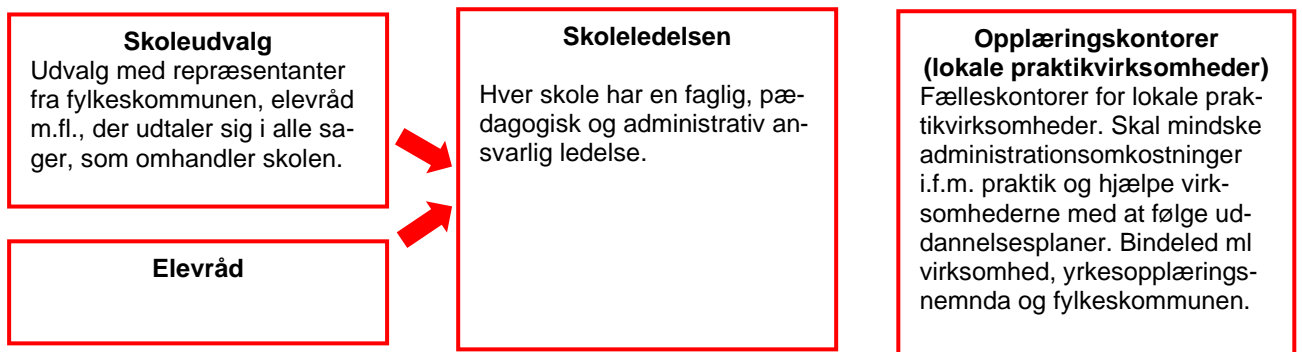 Skoleudvalg
Udvalg med repræsentanter
fra fylkeskommunen, elevråd
m.fl., der udtaler sig i alle sa-
ger, som omhandler skolen.
Elevråd
Skoleledelsen
Hver skole har en faglig, pæ-
dagogisk og administrativ an-
svarlig ledelse.
Opplæringskontorer
(lokale praktikvirksomheder)
Fælleskontorer for lokale prak-
tikvirksomheder. Skal mindske
administrationsomkostninger
i.f.m. praktik og hjælpe virk-
somhederne med at følge ud-
dannelsesplaner. Bindeled ml
virksomhed, yrkesopplærings-
nemnda og fylkeskommunen.